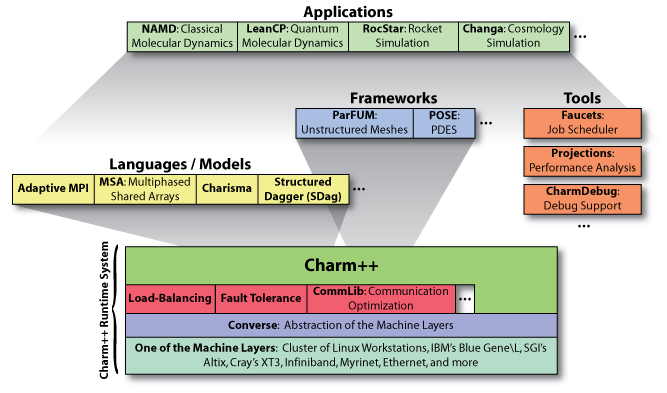 Applications
NAMD: Classical
Molecular Dynamics
LeanCP: Quantum
Molecular Dynamics
RocStar: Rocket
Simulation
Changa: Cosmology
Simulation
...
Frameworks
ParFUM:
Unstructured Meshes
POSE:
PDES
...
Tools
Faucets:
Job Scheduler
Projections:
Performance Analysis
CharmDebug:
Debug Support
...
Languages / Models
Adaptive MPI
MSA: Multiphased
Shared Arrays
Charisma
Structured
Dagger (SDag)
...
Charm++ Runtime System
Charm++
Load-Balancing
Fault Tolerance
CommLib: Communication
Optimization
...
Converse: Abstraction of the Machine Layers
One of the Machine Layers: Cluster of Linux Workstations, IBM's Blue Gene\L, SGI's
Altix, Cray's XT3, Infiniband, Myrinet, Ethernet, and more